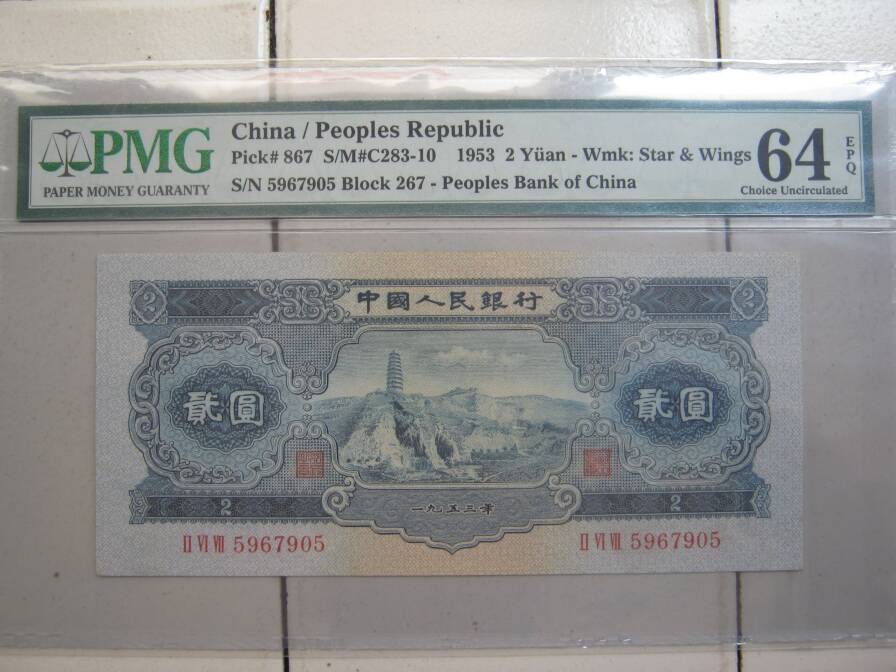 PMG
PAPER MONEY GUARANTY
China / Peoples Republic
Pick# 867 S/M#C283-10 1953 2 Yüan - Wmk: Star & Wings
S/N 5967905 Block 267 - Peoples Bank of China
64
EPQ
Choice Uncirculated
2
中國人民銀行
2
貳圓
貳圓
2
一九五三年
2
II VI VII 5967905
II VI VII 5967905